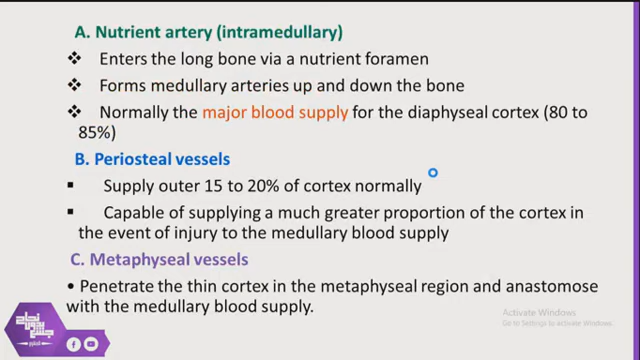 A. Nutrient artery (intramedullary)
❖ Enters the long bone via a nutrient foramen
❖ Forms medullary arteries up and down the bone
❖ Normally the major blood supply for the diaphyseal cortex (80 to
85%)
B. Periosteal vessels
▪ Supply outer 15 to 20% of cortex normally
▪ Capable of supplying a much greater proportion of the cortex in
the event of injury to the medullary blood supply
C. Metaphyseal vessels
• Penetrate the thin cortex in the metaphyseal region and anastomose
with the medullary blood supply.
Activate Windows
Go to Settings to activate Windows.